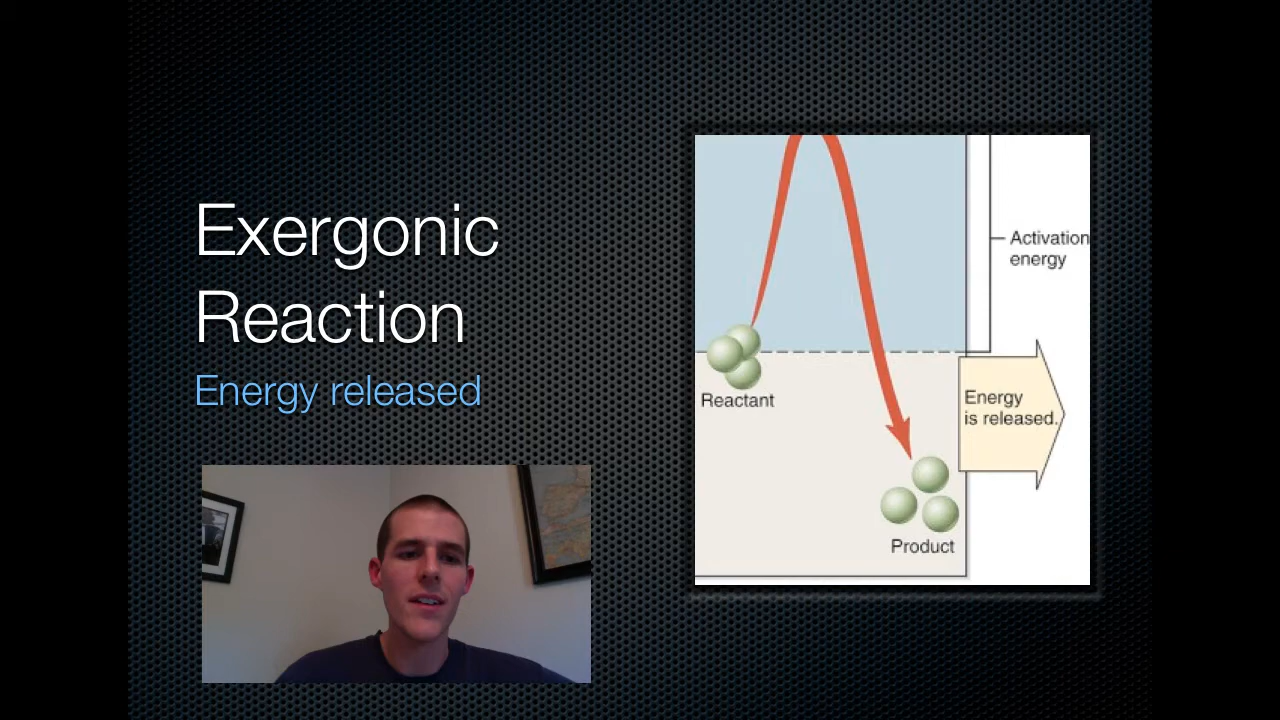 Exergonic
Reaction
Energy released
Activation
energy
Reactant
Energy
is released.
Product